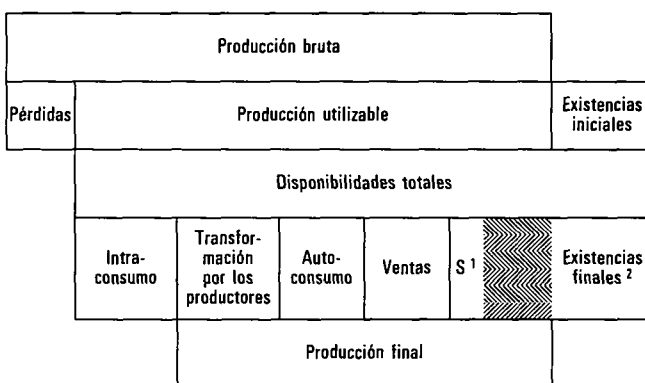 Producción bruta
Pérdidas
Producción utilizable
Existencias
iniciales
Disponibilidades totales
Intra-
consumo
Transfor-
mación
por los
productores
Auto-
consumo
Ventas
S 1
Existencias
finales 2
Producción final